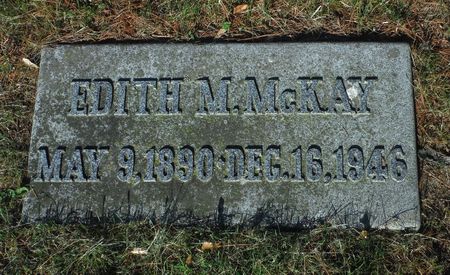 EDITH M. McKAY
MAY 9, 1890 - DEC. 16, 1946